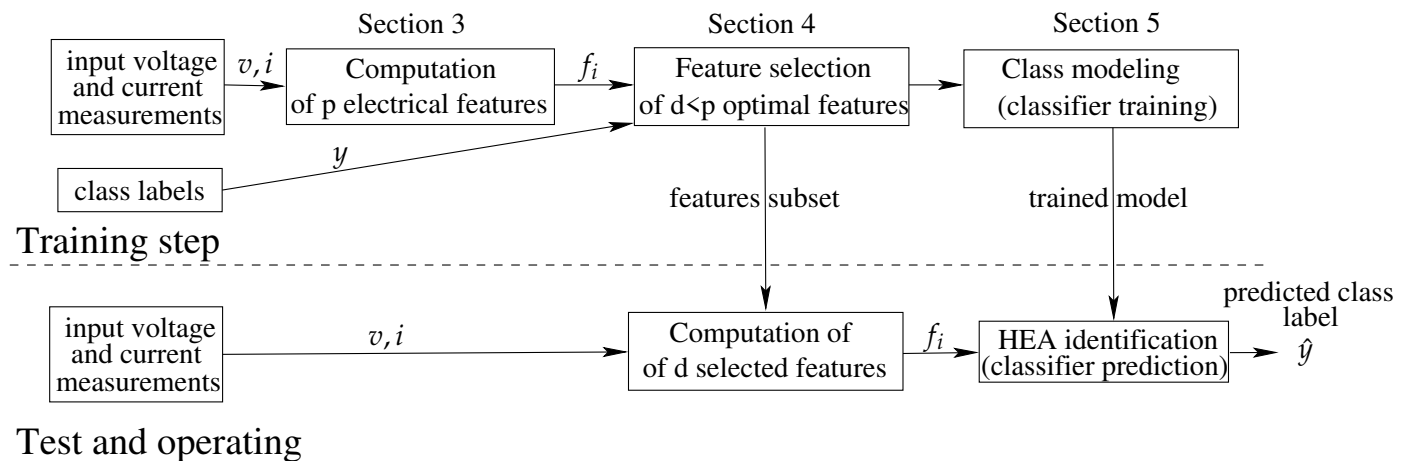 Section 3
Section 4
Section 5
input voltage
and current
measurements
v, i
Computation
of p electrical features
f_i
Feature selection
of d<p optimal features
Class modeling
(classifier training)
class labels
y
features subset
trained model
Training step
input voltage
and current
measurements
v, i
Computation of
of d selected features
f_i
HEA identification
(classifier prediction)
predicted class
label
ŷ
Test and operating